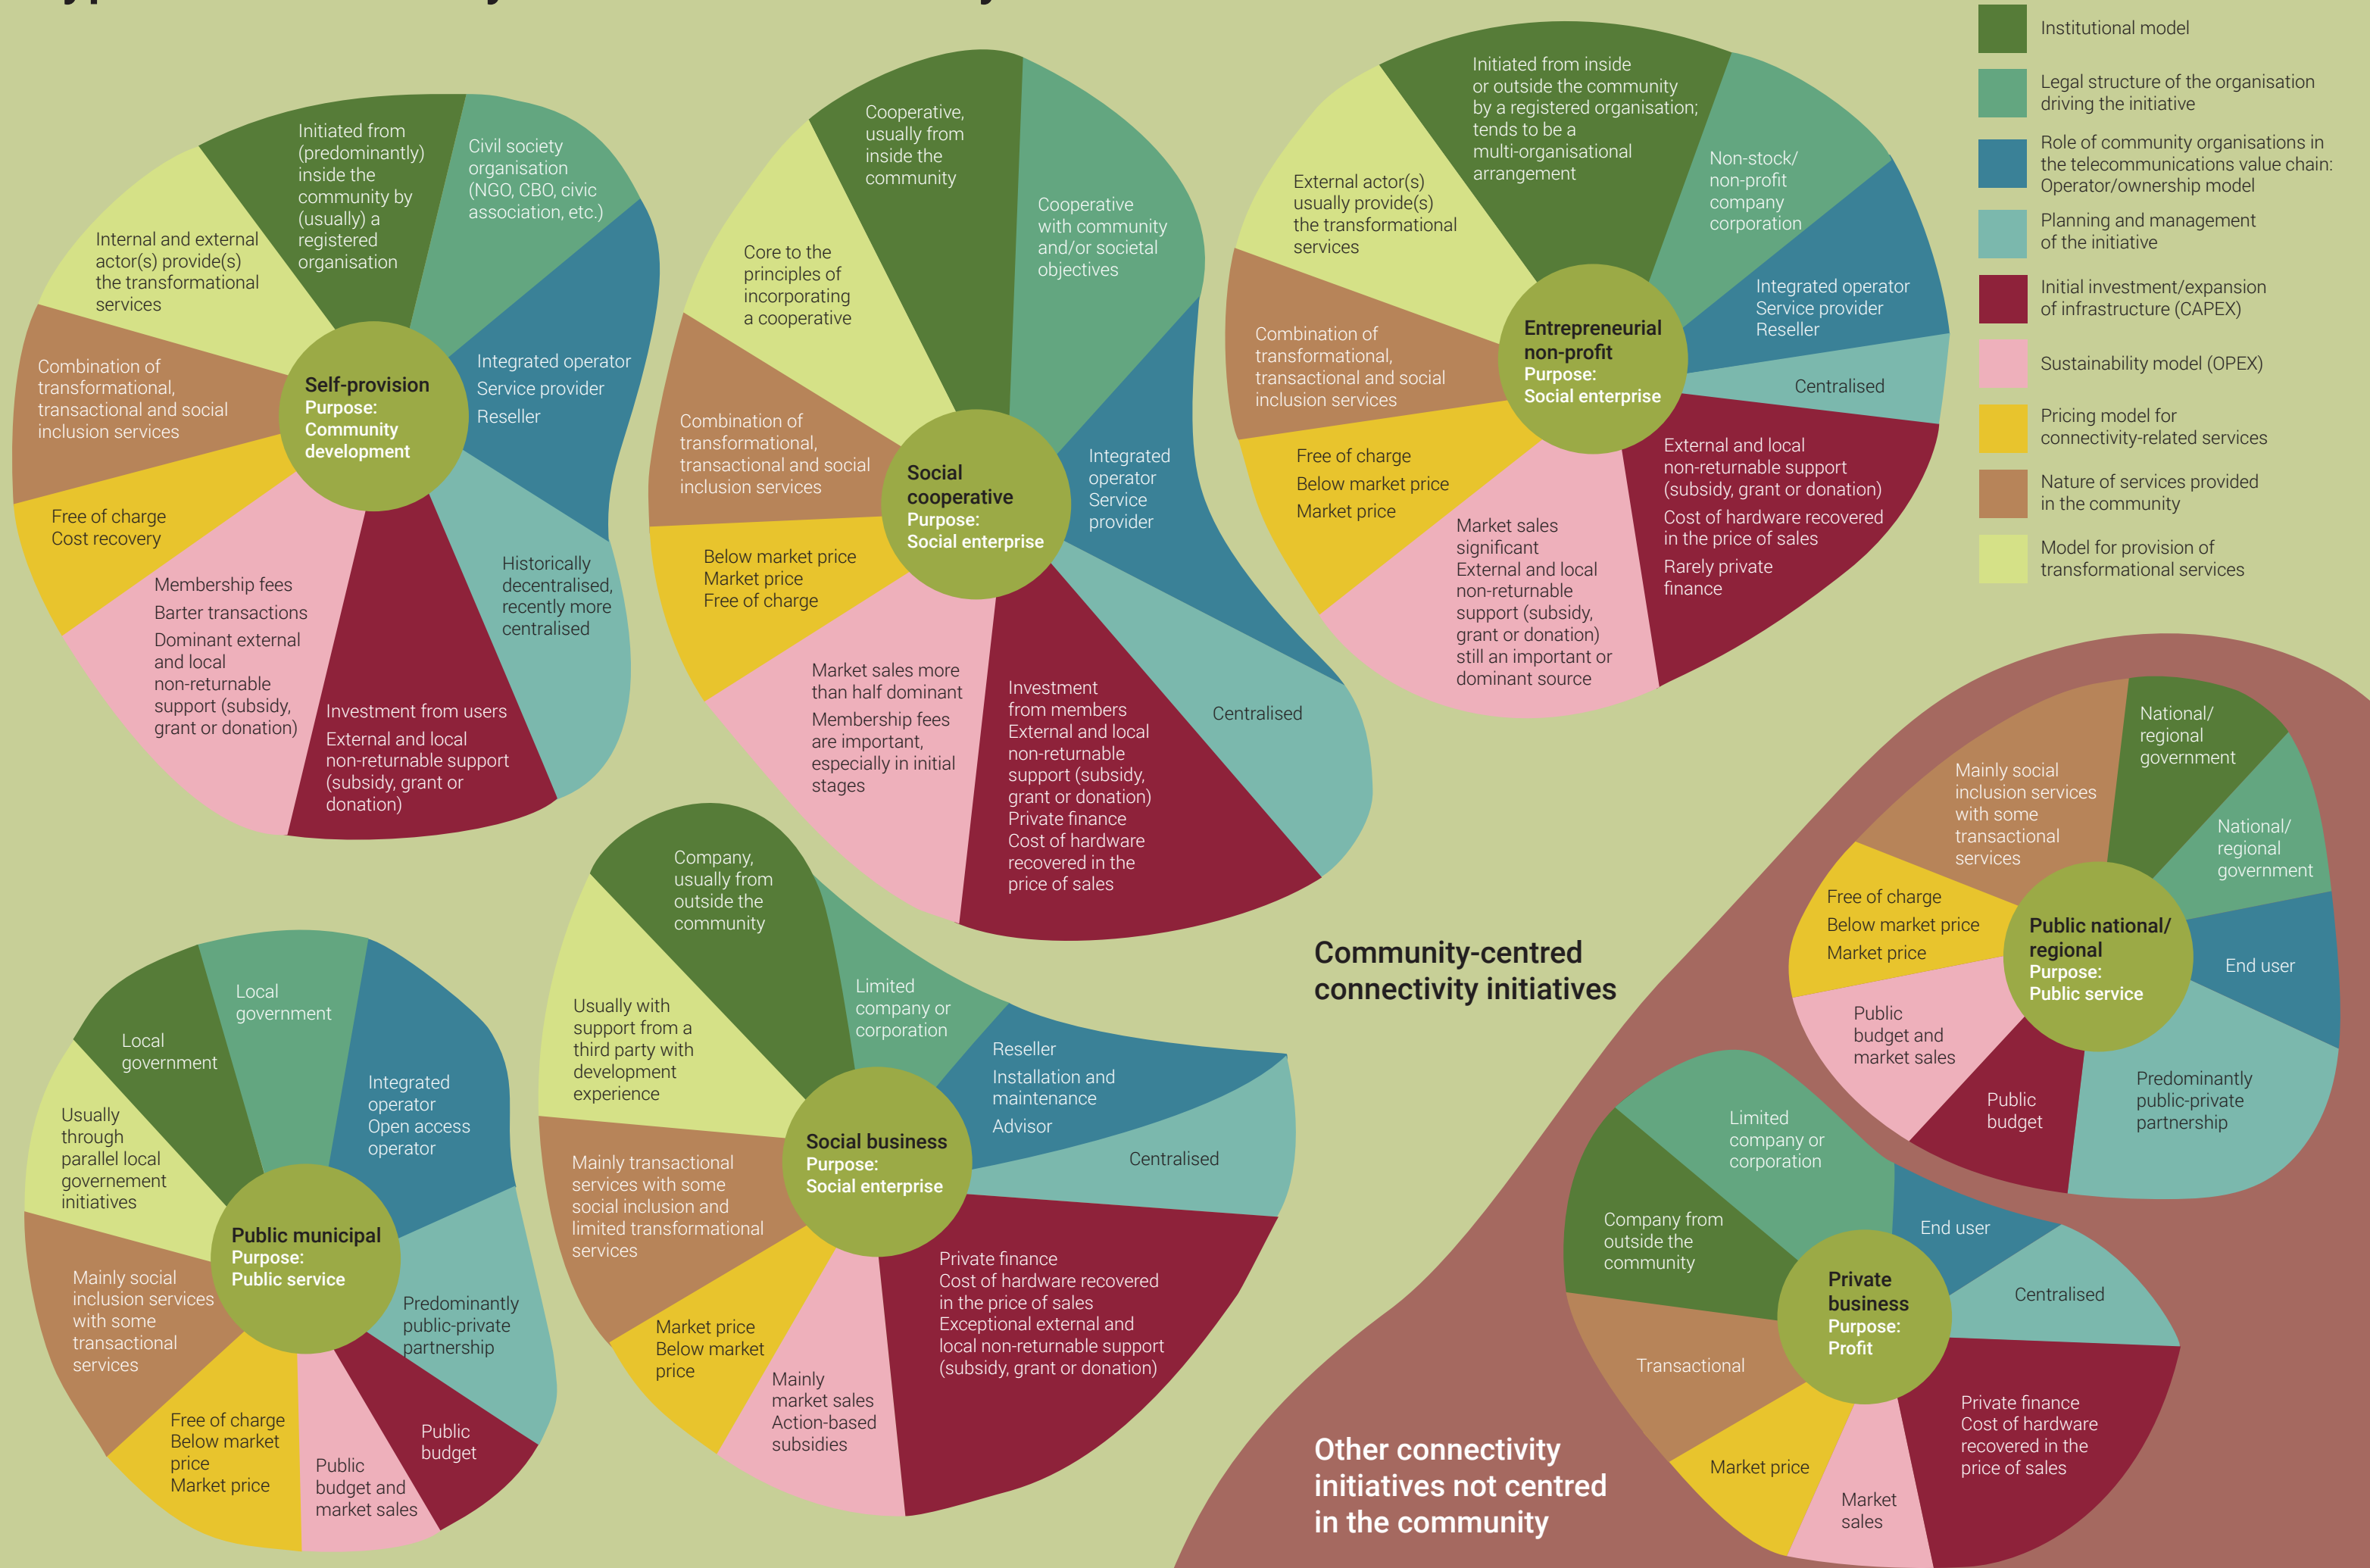 Institutional model
Legal structure of the organisation
driving the initiative
Role of community organisations in
the telecommunications value chain:
Operator/ownership model
Planning and management
of the initiative
Initial investment/expansion
of infrastructure (CAPEX)
Sustainability model (OPEX)
Pricing model for
connectivity-related services
Nature of services provided
in the community
Model for provision of
transformational services
Self-provision
Purpose:
Community
development
Initiated from
(predominantly)
inside the
community by
(usually) a
registered
organisation
Civil society
organisation
(NGO, CBO, civic
association, etc.)
Integrated operator
Service provider
Reseller
Historically
decentralised,
recently more
centralised
Investment from users
External and local
non-returnable support
(subsidy, grant or
donation)
Membership fees
Barter transactions
Dominant external
and local
non-returnable
support (subsidy,
grant or donation)
Free of charge
Cost recovery
Combination of
transformational,
transactional and social
inclusion services
Internal and external
actor(s) provide(s)
the transformational
services
Social
cooperative
Purpose:
Social enterprise
Cooperative,
usually from
inside the
community
Cooperative
with community
and/or societal
objectives
Integrated
operator
Service
provider
Centralised
Investment
from members
External and local
non-returnable
support (subsidy,
grant or donation)
Private finance
Cost of hardware
recovered in the
price of sales
Market sales more
than half dominant
Membership fees
are important,
especially in initial
stages
Below market price
Market price
Free of charge
Combination of
transformational,
transactional and social
inclusion services
Core to the
principles of
incorporating
a cooperative
Entrepreneurial
non-profit
Purpose:
Social enterprise
Initiated from inside
or outside the community
by a registered organisation;
tends to be a
multi-organisational
arrangement
Non-stock/
non-profit
company
corporation
Integrated operator
Service provider
Reseller
Centralised
External and local
non-returnable support
(subsidy, grant or donation)
Cost of hardware recovered
in the price of sales
Rarely private
finance
Market sales
significant
External and local
non-returnable
support (subsidy,
grant or donation)
still an important or
dominant source
Free of charge
Below market price
Market price
Combination of
transformational,
transactional and social
inclusion services
External actor(s)
usually provide(s)
the transformational
services
Public municipal
Purpose:
Public service
Local
government
Local
government
Integrated
operator
Open access
operator
Predominantly
public-private
partnership
Public
budget
Public
budget and
market sales
Free of charge
Below market
price
Market price
Mainly social
inclusion services
with some
transactional
services
Usually
through
parallel local
governement
initiatives
Social business
Purpose:
Social enterprise
Company,
usually from
outside the
community
Limited
company or
corporation
Reseller
Installation and
maintenance
Advisor
Centralised
Private finance
Cost of hardware recovered
in the price of sales
Exceptional external and
local non-returnable support
(subsidy, grant or donation)
Mainly
market sales
Action-based
subsidies
Market price
Below market
price
Mainly transactional
services with some
social inclusion and
limited transformational
services
Usually with
support from a
third party with
development
experience
Community-centred
connectivity initiatives
Public national/
regional
Purpose:
Public service
National/
regional
government
National/
regional
government
End user
Predominantly
public-private
partnership
Public
budget
Public
budget and
market sales
Free of charge
Below market price
Market price
Mainly social
inclusion services
with some
transactional
services
Private
business
Purpose:
Profit
Company from
outside the
community
Limited
company or
corporation
End user
Centralised
Private finance
Cost of hardware
recovered in the
price of sales
Market
sales
Market price
Transactional
Other connectivity
initiatives not centred
in the community